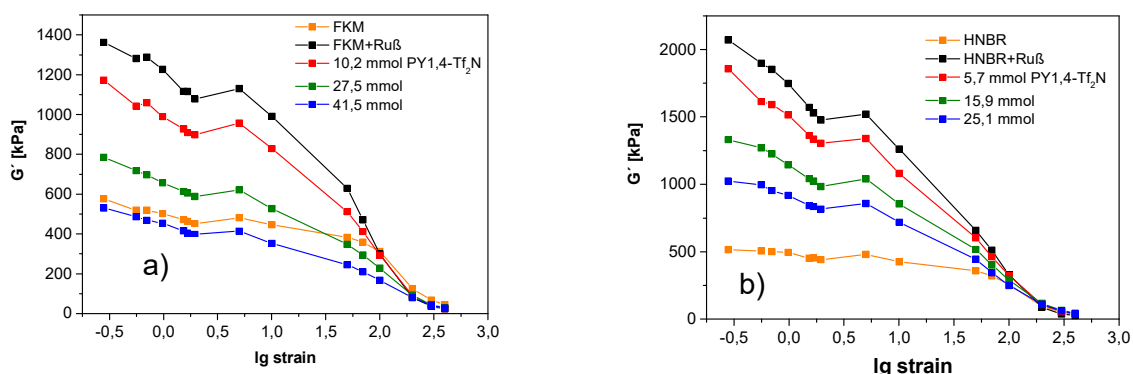 FKM
FKM+Ruß
10,2 mmol PY1,4-Tf₂N
27,5 mmol
41,5 mmol
G´ [kPa]
1400
1200
1000
800
600
400
200
0
a)
-0,5 0,0 0,5 1,0 1,5 2,0 2,5 3,0
lg strain
HNBR
HNBR+Ruß
5,7 mmol PY1,4-Tf₂N
15,9 mmol
25,1 mmol
G´ [kPa]
2000
1500
1000
500
0
b)
-0,5 0,0 0,5 1,0 1,5 2,0 2,5 3,0
lg strain